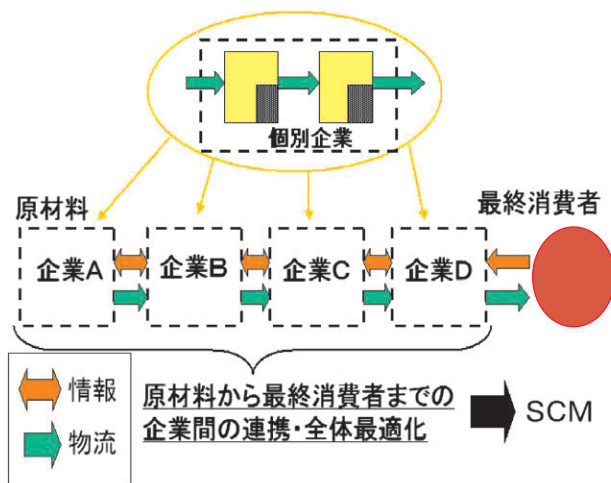 個別企業
原材料
最終消費者
企業A
企業B
企業C
企業D
情報
物流
原材料から最終消費者までの
企業間の連携・全体最適化
SCM